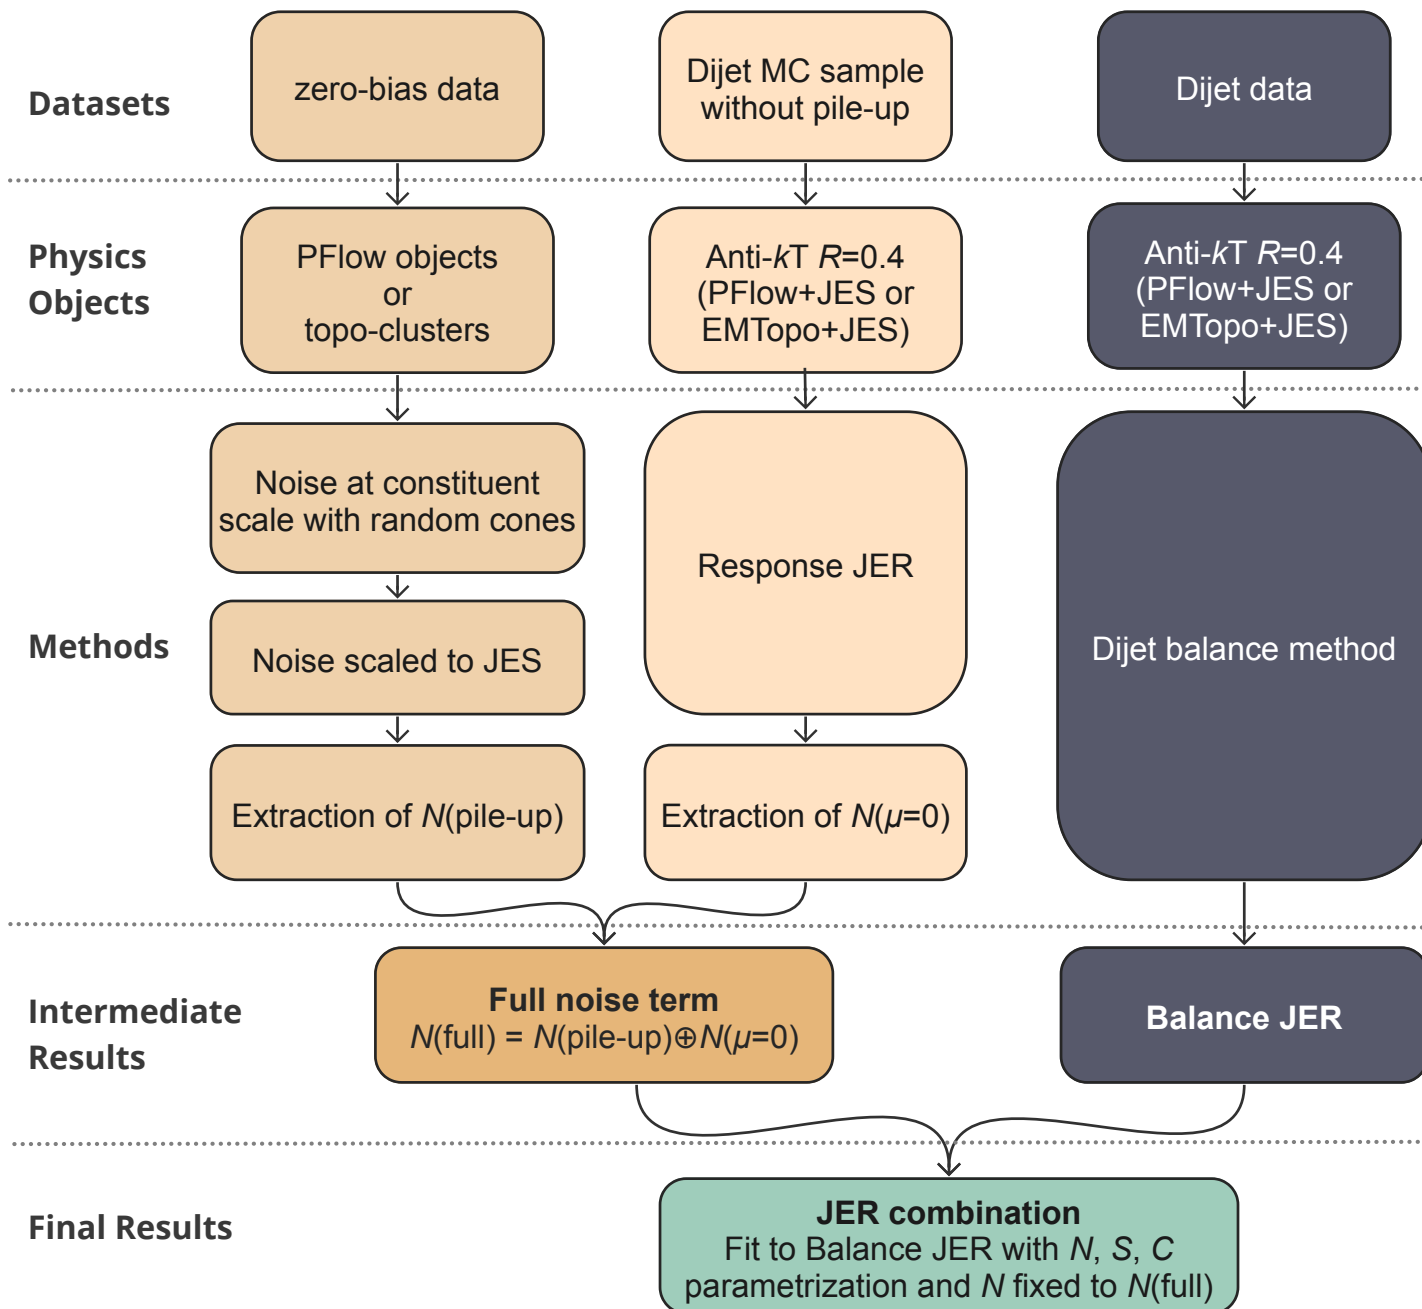 Datasets
zero-bias data
Dijet MC sample
without pile-up
Dijet data
Physics
Objects
PFlow objects
or
topo-clusters
Anti-kT R=0.4
(PFlow+JES or
EMTopo+JES)
Anti-kT R=0.4
(PFlow+JES or
EMTopo+JES)
Methods
Noise at constituent
scale with random cones
Noise scaled to JES
Extraction of N(pile-up)
Response JER
Extraction of N(μ=0)
Dijet balance method
Intermediate
Results
Full noise term
N(full) = N(pile-up)⊕N(μ=0)
Balance JER
Final Results
JER combination
Fit to Balance JER with N, S, C
parametrization and N fixed to N(full)